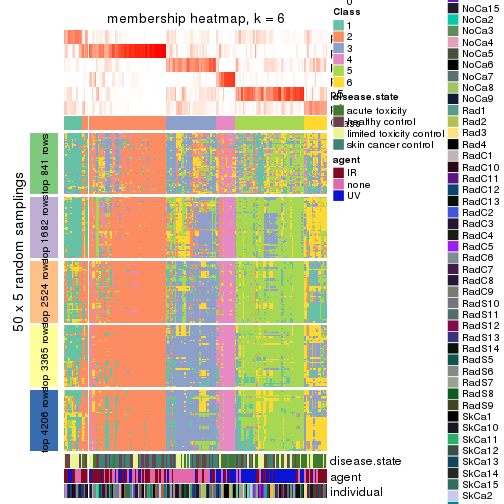 membership heatmap, k = 6
50 x 5 random samplings
top 841 rows
top 1682 rows
top 2524 rows
top 3365 rows
top 4206 rows
disease.state
agent
individual
Class
1
2
3
4
5
6
disease.state
acute toxicity
healthy control
limited toxicity control
skin cancer control
agent
IR
none
UV
NoCa15
NoCa2
NoCa3
NoCa4
NoCa5
NoCa6
NoCa7
NoCa8
NoCa9
Rad1
Rad2
Rad3
Rad4
RadC1
RadC10
RadC11
RadC12
RadC13
RadC2
RadC3
RadC4
RadC5
RadC6
RadC7
RadC8
RadC9
RadS10
RadS11
RadS12
RadS13
RadS14
RadS5
RadS6
RadS7
RadS8
RadS9
SkCa1
SkCa10
SkCa11
SkCa12
SkCa13
SkCa14
SkCa15
SkCa2